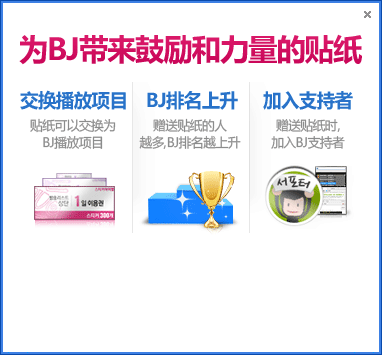 为BJ带来鼓励和力量的贴纸
交换播放项目
贴纸可以交换为
BJ播放项目
BJ排名上升
赠送贴纸的人
越多,BJ排名越上升
加入支持者
赠送贴纸时,
加入BJ支持者
상단 1일 이용권
스티커 300개
서포터